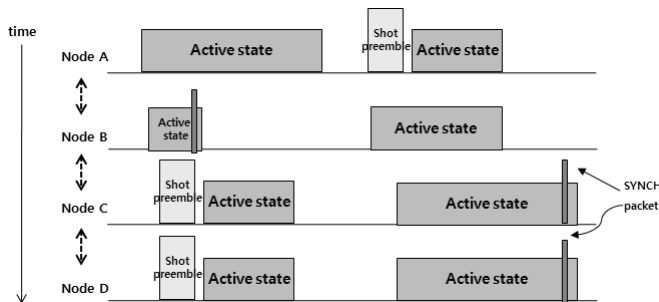 time
Node A
Active state
Shot
preemble
Active state
Node B
Active
state
Active state
Node C
Shot
preemble
Active state
Active state
SYNCH
packet
Node D
Shot
preemble
Active state
Active state